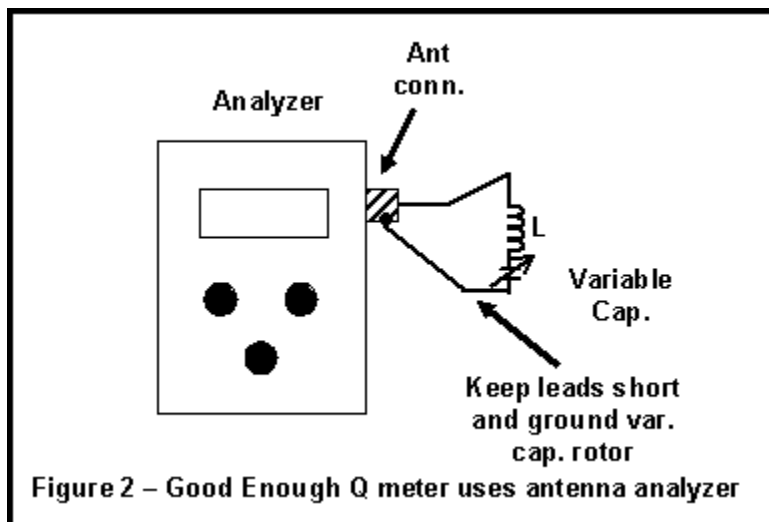 Ant
conn.
Analyzer
L
Variable
Cap.
Keep leads short
and ground var.
cap. rotor
Figure 2 – Good Enough Q meter uses antenna analyzer